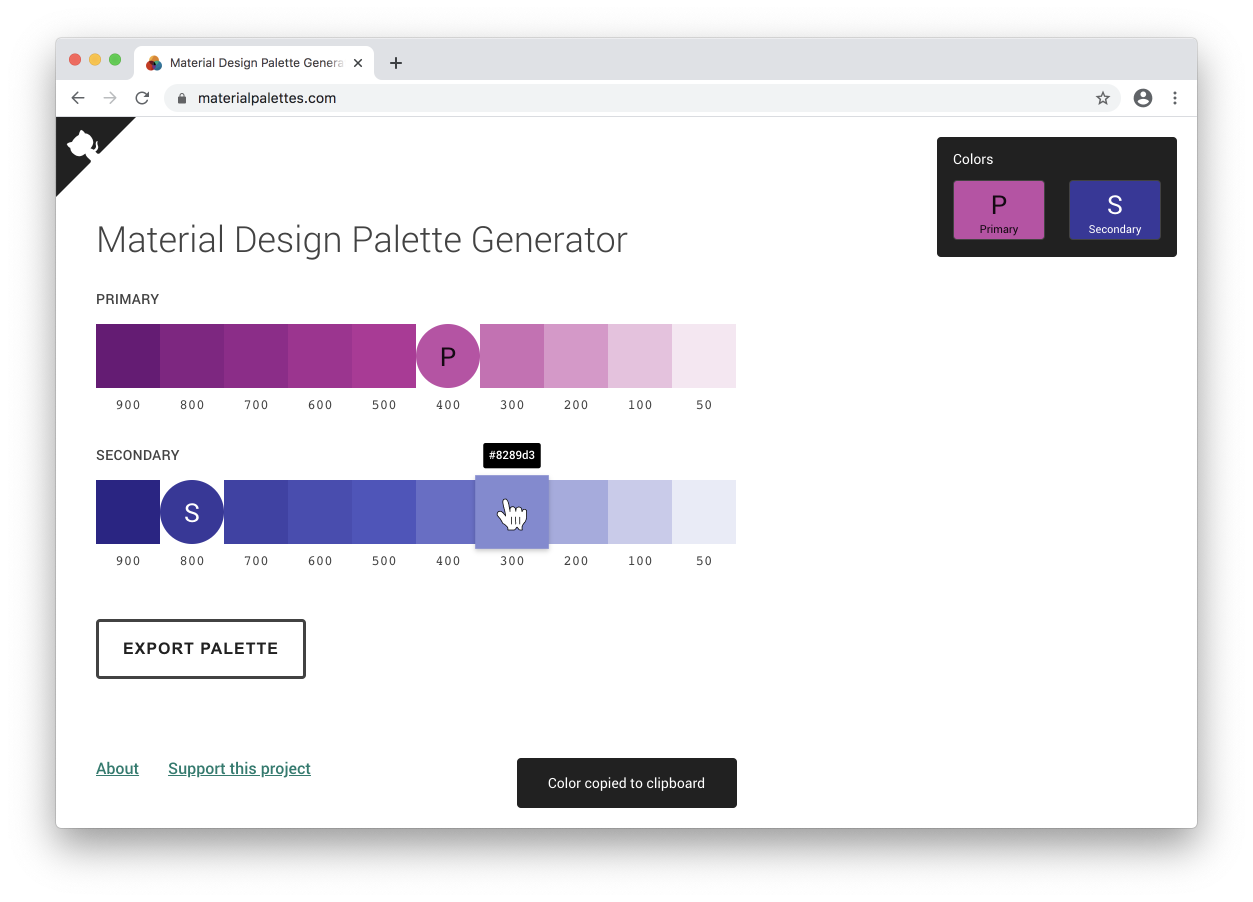 Material Design Palette Genera
materialpalettes.com
Colors
P
Primary
S
Secondary
Material Design Palette Generator
PRIMARY
P
900 800 700 600 500 400 300 200 100 50
SECONDARY
#8289d3
S
900 800 700 600 500 400 300 200 100 50
EXPORT PALETTE
About Support this project
Color copied to clipboard